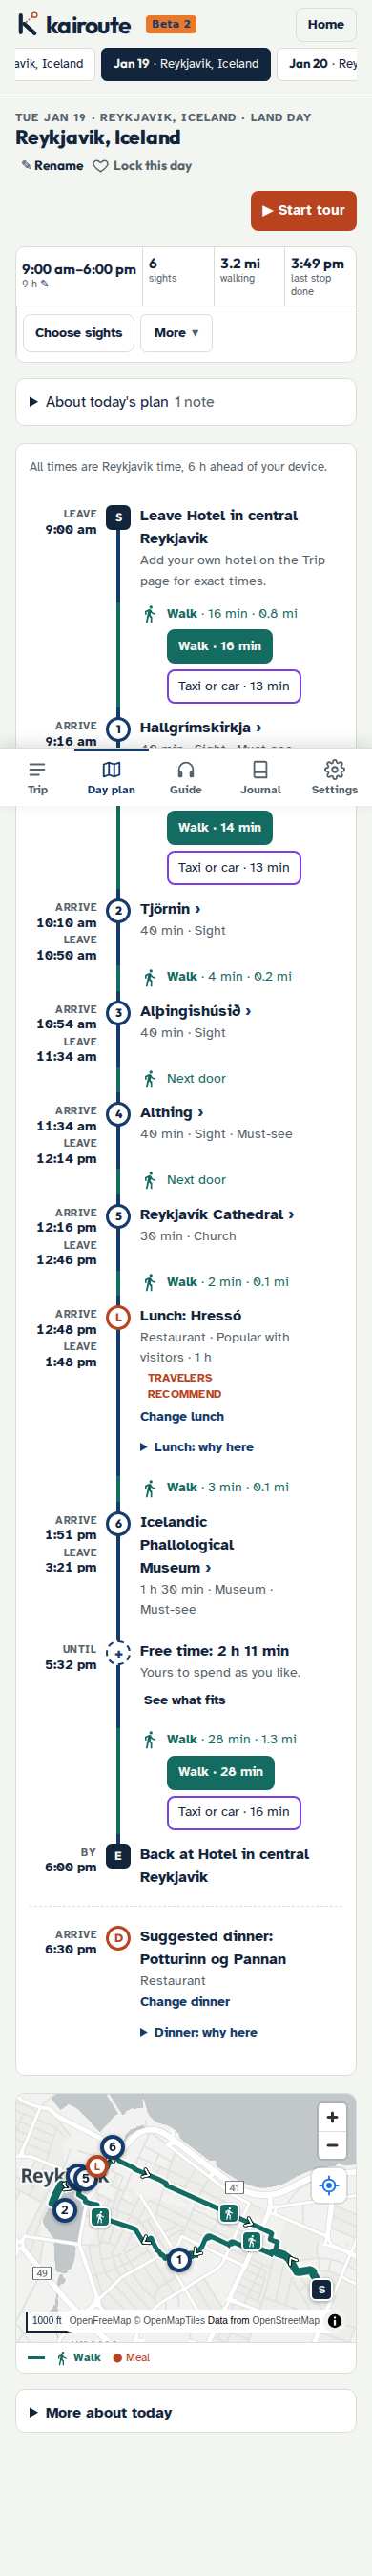 kairoute Beta 2 Home
avik, Iceland Jan 19 · Reykjavik, Iceland Jan 20 · Rey
TUE JAN 19 · REYKJAVIK, ICELAND · LAND DAY
Reykjavik, Iceland
✎ Rename Lock this day
▶ Start tour
9:00 am–6:00 pm 6 3.2 mi 3:49 pm
9 h ✎ sights walking last stop
done
Choose sights More ▾
▶ About today's plan 1 note
All times are Reykjavik time, 6 h ahead of your device.
LEAVE S Leave Hotel in central
9:00 am Reykjavik
Add your own hotel on the Trip
page for exact times.
Walk · 16 min · 0.8 mi
Walk · 16 min
Taxi or car · 13 min
ARRIVE 1 Hallgrímskirkja ›
9:16 am
Trip Day plan Guide Journal Settings
Walk · 14 min
Taxi or car · 13 min
ARRIVE 2 Tjörnin ›
10:10 am 40 min · Sight
LEAVE
10:50 am
Walk · 4 min · 0.2 mi
ARRIVE 3 Alþingishúsið ›
10:54 am 40 min · Sight
LEAVE
11:34 am
Next door
ARRIVE 4 Althing ›
11:34 am 40 min · Sight · Must-see
LEAVE
12:14 pm
Next door
ARRIVE 5 Reykjavík Cathedral ›
12:16 pm 30 min · Church
LEAVE
12:46 pm
Walk · 2 min · 0.1 mi
ARRIVE L Lunch: Hressó
12:48 pm Restaurant · Popular with
LEAVE visitors · 1 h
1:48 pm
TRAVELERS
RECOMMEND
Change lunch
▶ Lunch: why here
Walk · 3 min · 0.1 mi
ARRIVE 6 Icelandic
1:51 pm Phallological
LEAVE Museum ›
3:21 pm
1 h 30 min · Museum ·
Must-see
UNTIL + Free time: 2 h 11 min
5:32 pm Yours to spend as you like.
See what fits
Walk · 28 min · 1.3 mi
Walk · 28 min
Taxi or car · 16 min
BY E Back at Hotel in central
6:00 pm Reykjavik
ARRIVE D Suggested dinner:
6:30 pm Potturinn og Pannan
Restaurant
Change dinner
▶ Dinner: why here
+
−
6
L
5
2
1
S
41
49
1000 ft OpenFreeMap © OpenMapTiles Data from OpenStreetMap
Walk Meal
▶ More about today